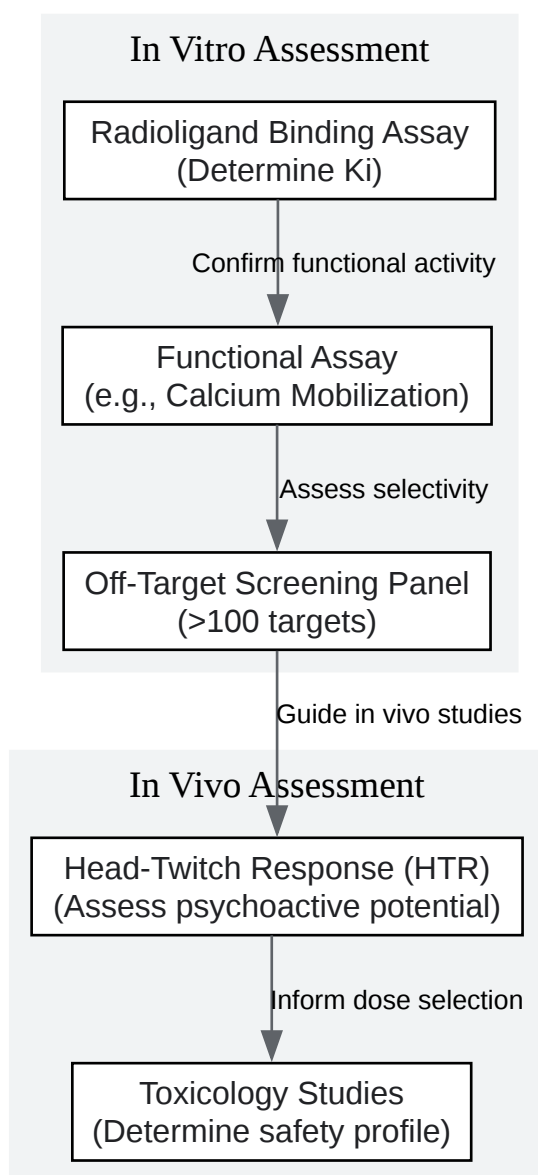 In Vitro Assessment
Radioligand Binding Assay
(Determine Ki)
Confirm functional activity
Functional Assay
(e.g., Calcium Mobilization)
Assess selectivity
Off-Target Screening Panel
(>100 targets)
Guide in vivo studies
In Vivo Assessment
Head-Twitch Response (HTR)
(Assess psychoactive potential)
Inform dose selection
Toxicology Studies
(Determine safety profile)